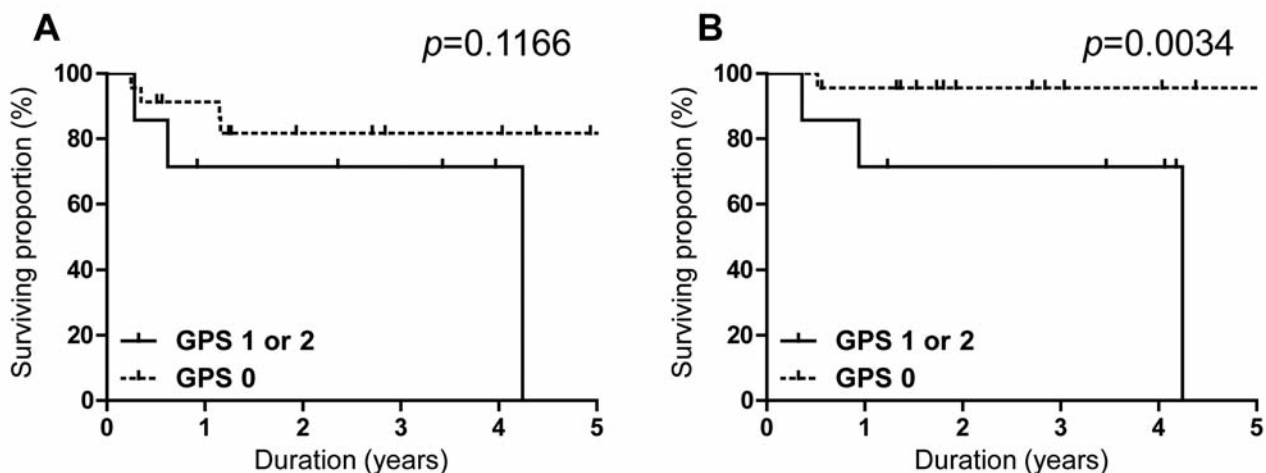 A
p=0.1166
Surviving proportion (%)
100
80
60
40
20
0
GPS 1 or 2
GPS 0
0 1 2 3 4 5
Duration (years)
B
p=0.0034
Surviving proportion (%)
100
80
60
40
20
0
GPS 1 or 2
GPS 0
0 1 2 3 4 5
Duration (years)